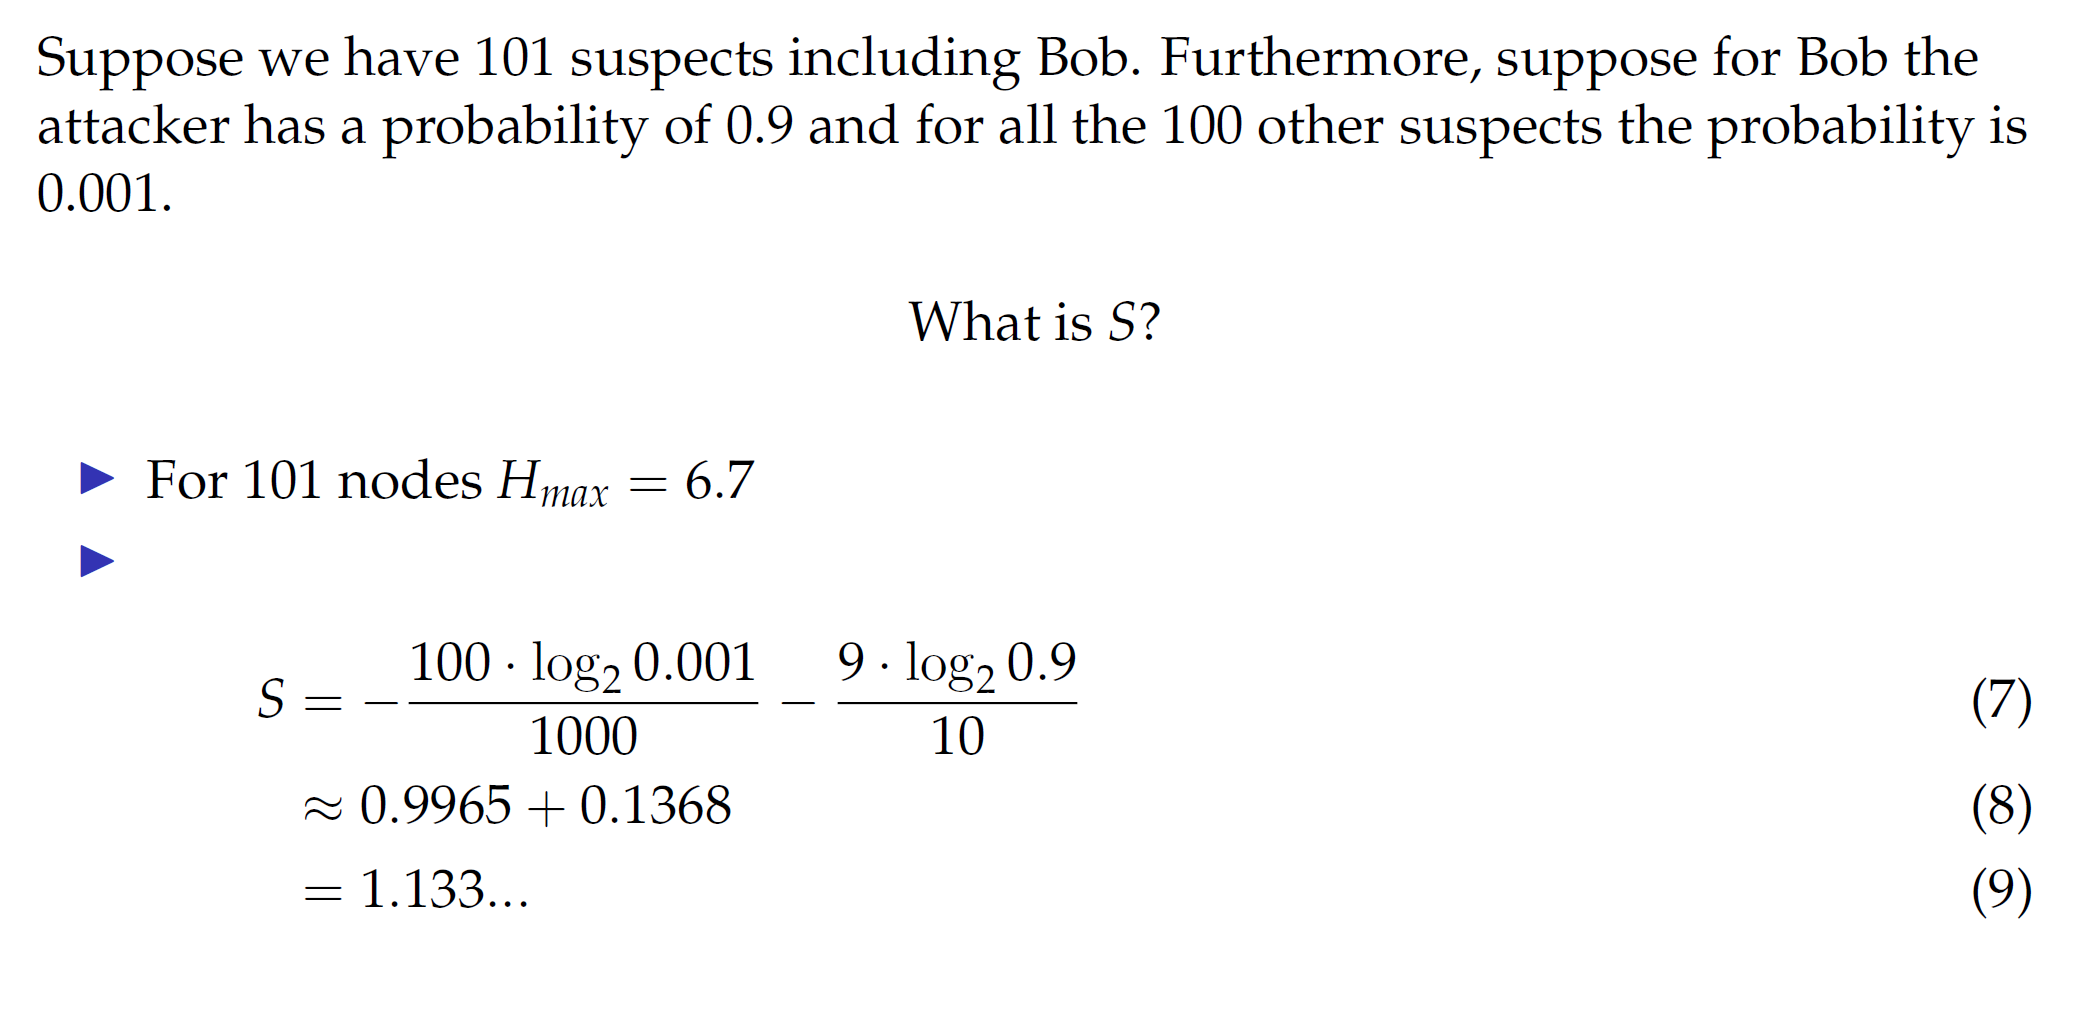 Suppose we have 101 suspects including Bob. Furthermore, suppose for Bob the
attacker has a probability of 0.9 and for all the 100 other suspects the probability is
0.001.
What is S?
▶ For 101 nodes H_{max} = 6.7
▶
S = −\frac{100 · log_2 0.001}{1000} − \frac{9 · log_2 0.9}{10} (7)
≈ 0.9965 + 0.1368 (8)
= 1.133... (9)